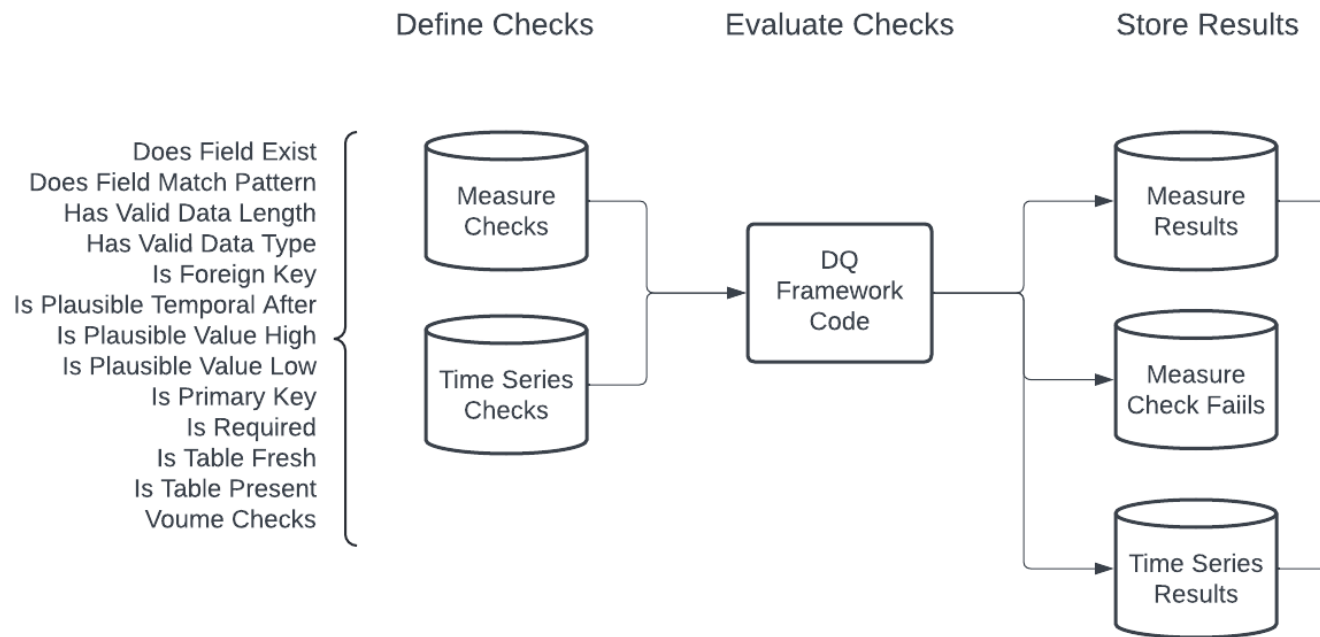 Define Checks
Evaluate Checks
Store Results
Does Field Exist
Does Field Match Pattern
Has Valid Data Length
Has Valid Data Type
Is Foreign Key
Is Plausible Temporal After
Is Plausible Value High
Is Plausible Value Low
Is Primary Key
Is Required
Is Table Fresh
Is Table Present
Voume Checks
Measure
Checks
Time Series
Checks
DQ
Framework
Code
Measure
Results
Measure
Check Faiils
Time Series
Results